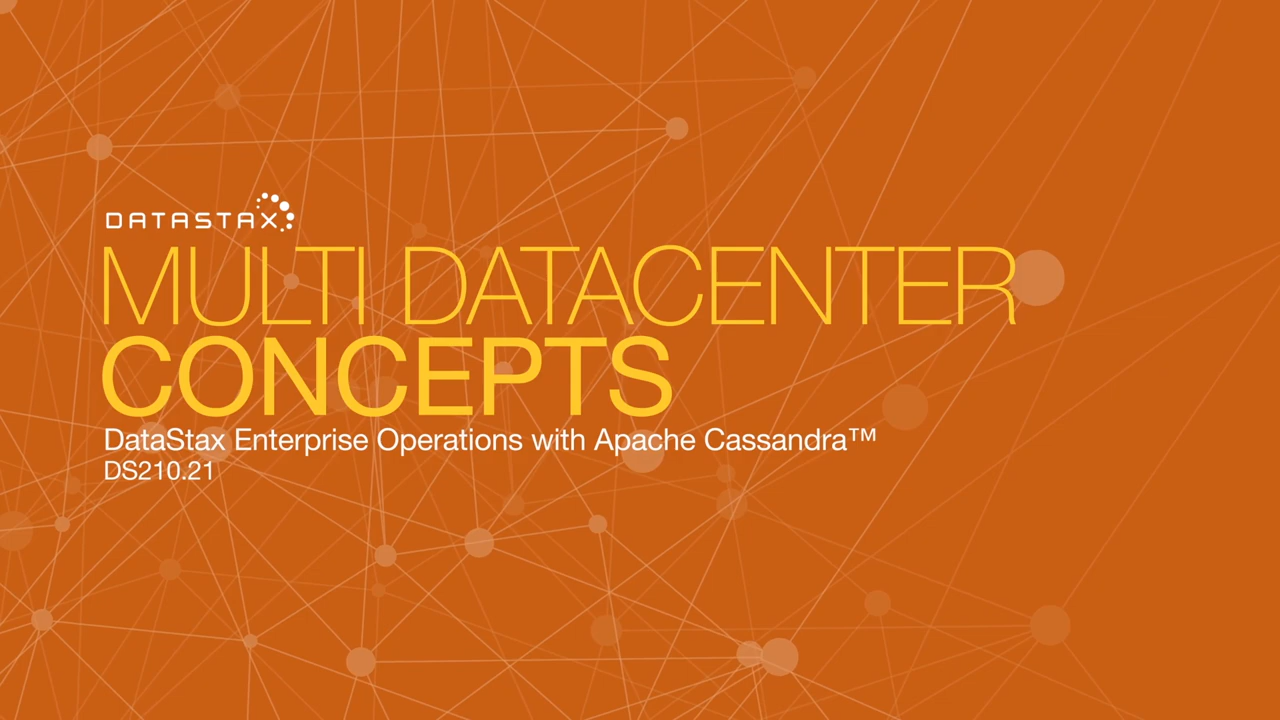 DATASTAX
MULTI DATACENTER
CONCEPTS
DataStax Enterprise Operations with Apache Cassandra™
DS210.21